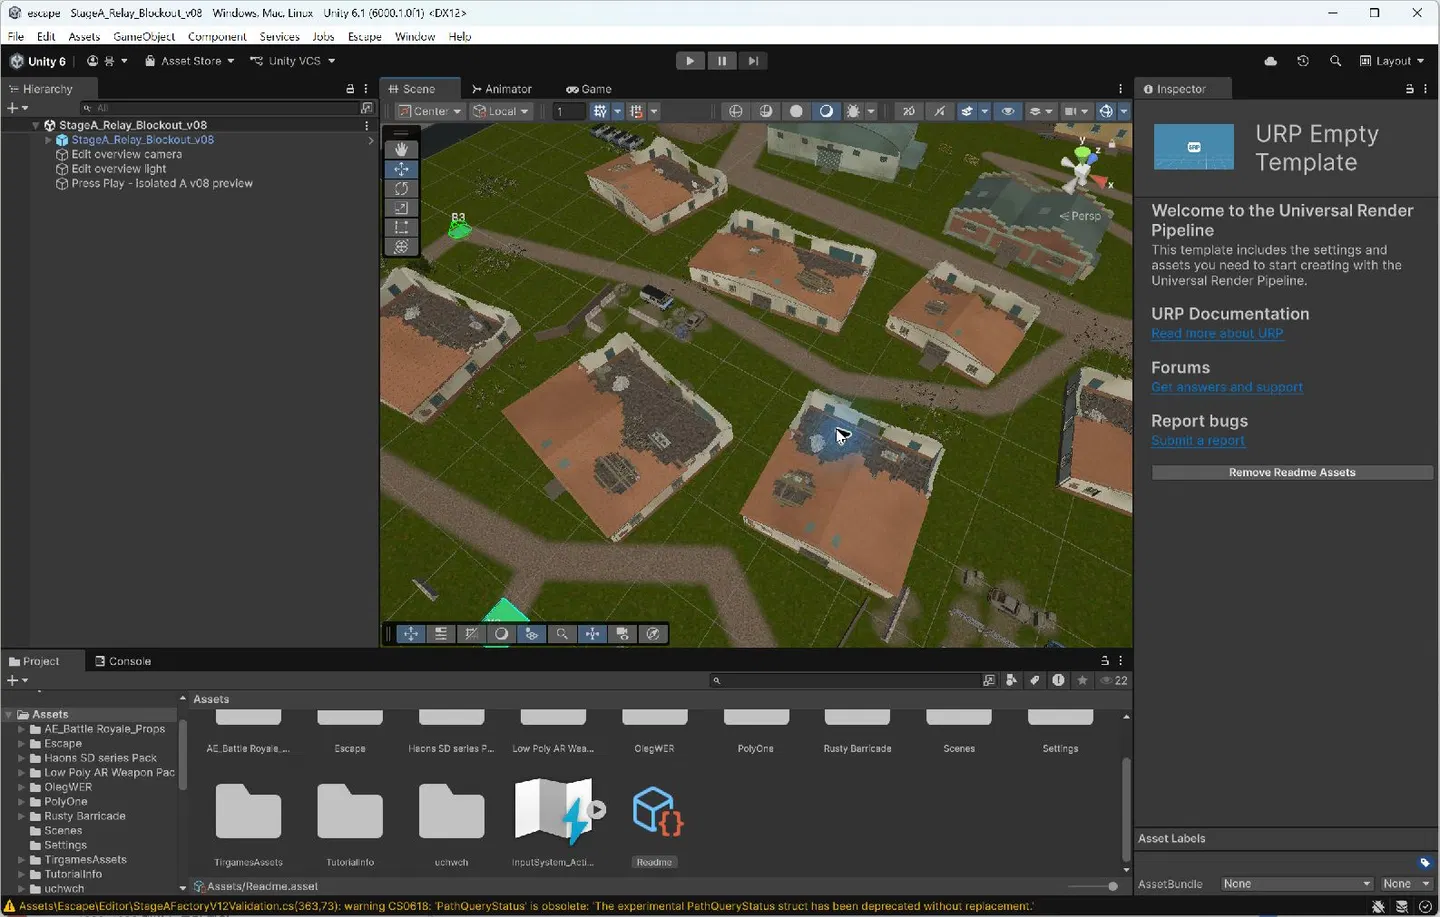 escape  StageA_Relay_Blockout_v08  Windows, Mac, Linux  Unity 6.1 (6000.1.0f1) <DX12>
File  Edit  Assets  GameObject  Component  Services  Jobs  Escape  Window  Help
Unity 6  Asset Store  Unity VCS  Layout
Hierarchy
All
StageA_Relay_Blockout_v08
StageA_Relay_Blockout_v08
Edit overview camera
Edit overview light
Press Play - Isolated A v08 preview
Scene  Animator  Game
Center  Local  1  2D
B3
y
z
x
Persp
Inspector
URP
URP Empty
Template
Welcome to the Universal Render
Pipeline
This template includes the settings and
assets you need to start creating with the
Universal Render Pipeline.
URP Documentation
Read more about URP
Forums
Get answers and support
Report bugs
Submit a report
Remove Readme Assets
Asset Labels
AssetBundle  None  None
Project  Console
22
Assets
AE_Battle Royale_Props
Escape
Haons SD series Pack
Low Poly AR Weapon Pac
OlegWER
PolyOne
Rusty Barricade
Scenes
Settings
TirgamesAssets
TutorialInfo
uchwch
Assets
AE_Battle Royale_...  Escape  Haons SD series P...  Low Poly AR Wea...  OlegWER  PolyOne  Rusty Barricade  Scenes  Settings
TirgamesAssets  TutorialInfo  uchwch  InputSystem_Acti...  Readme
Assets/Readme.asset
Assets\Escape\Editor\StageAFactoryV12Validation.cs(363,73): warning CS0618: 'PathQueryStatus' is obsolete: 'The experimental PathQueryStatus struct has been deprecated without replacement.'